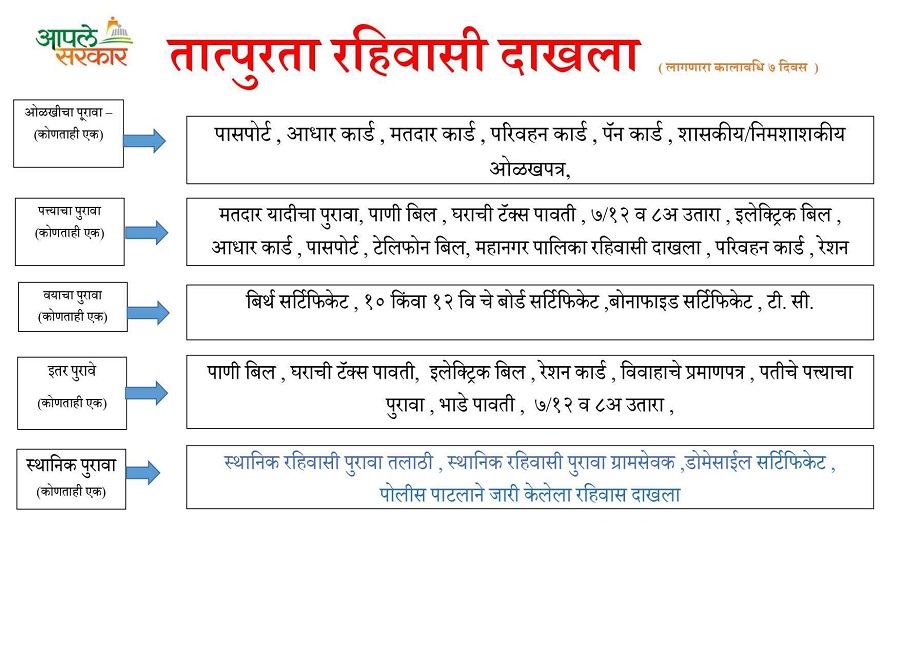 आपले
सरकार
तात्पुरता रहिवासी दाखला ( लागणारा कालावधि ७ दिवस )
ओळखीचा पूरावा –
(कोणताही एक)
पासपोर्ट , आधार कार्ड , मतदार कार्ड , परिवहन कार्ड , पॅन कार्ड , शासकीय/निमशाशकीय
ओळखपत्र,
पत्त्याचा पुरावा
(कोणताही एक)
मतदार यादीचा पुरावा, पाणी बिल , घराची टॅक्स पावती , ७/१२ व ८अ उतारा , इलेक्ट्रिक बिल ,
आधार कार्ड , पासपोर्ट , टेलिफोन बिल, महानगर पालिका रहिवासी दाखला , परिवहन कार्ड , रेशन
वयाचा पुरावा
(कोणताही एक)
बिर्थ सर्टिफिकेट , १० किंवा १२ वि चे बोर्ड सर्टिफिकेट ,बोनाफाइड सर्टिफिकेट , टी. सी.
इतर पुरावे
(कोणताही एक)
पाणी बिल , घराची टॅक्स पावती, इलेक्ट्रिक बिल , रेशन कार्ड , विवाहाचे प्रमाणपत्र , पतीचे पत्त्याचा
पुरावा , भाडे पावती , ७/१२ व ८अ उतारा ,
स्थानिक पुरावा
(कोणताही एक)
स्थानिक रहिवासी पुरावा तलाठी , स्थानिक रहिवासी पुरावा ग्रामसेवक ,डोमेसाईल सर्टिफिकेट ,
पोलीस पाटलाने जारी केलेला रहिवास दाखला